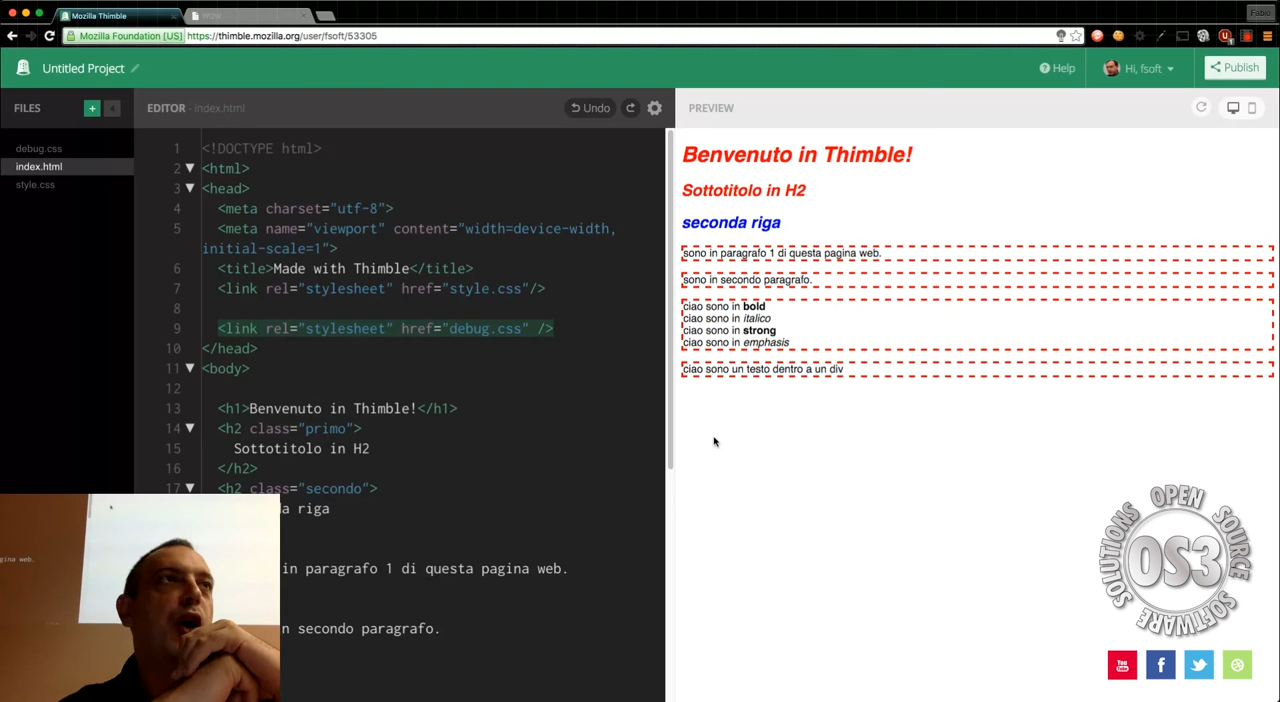 Mozilla Thimble
WOW
Fabio
Mozilla Foundation [US] https://thimble.mozilla.org/user/fsoft/53305
Untitled Project
Help
Hi, fsoft
Publish
FILES
EDITOR - index.html
Undo
PREVIEW
debug.css
index.html
style.css
1 <!DOCTYPE html>
2 <html>
3 <head>
4 <meta charset="utf-8">
5 <meta name="viewport" content="width=device-width,
initial-scale=1">
6 <title>Made with Thimble</title>
7 <link rel="stylesheet" href="style.css"/>
8
9 <link rel="stylesheet" href="debug.css" />
10 </head>
11 <body>
12
13 <h1>Benvenuto in Thimble!</h1>
14 <h2 class="primo">
15 Sottotitolo in H2
16 </h2>
17 <h2 class="secondo">
da riga
in paragrafo 1 di questa pagina web.
n secondo paragrafo.
gina web.
Benvenuto in Thimble!
Sottotitolo in H2
seconda riga
sono in paragrafo 1 di questa pagina web.
sono in secondo paragrafo.
ciao sono in bold
ciao sono in italico
ciao sono in strong
ciao sono in emphasis
ciao sono un testo dentro a un div
SOLUTIONS OPEN SOURCE SOFTWARE
OS3
You Tube
f